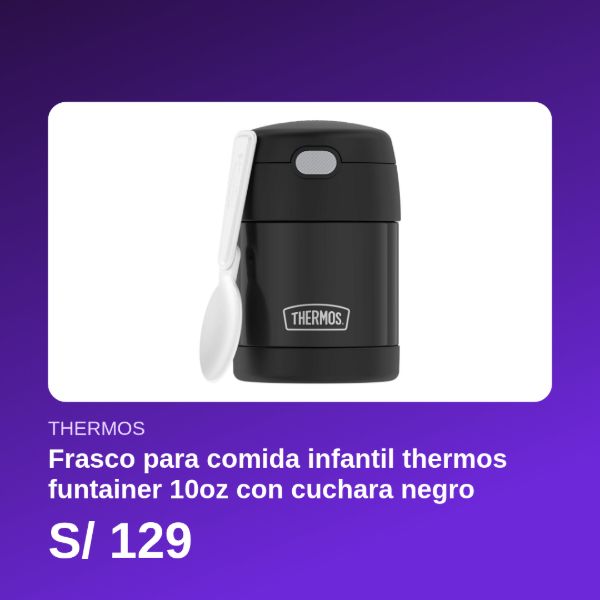 THERMOS.
THERMOS
Frasco para comida infantil thermos
funtainer 10oz con cuchara negro
S/ 129